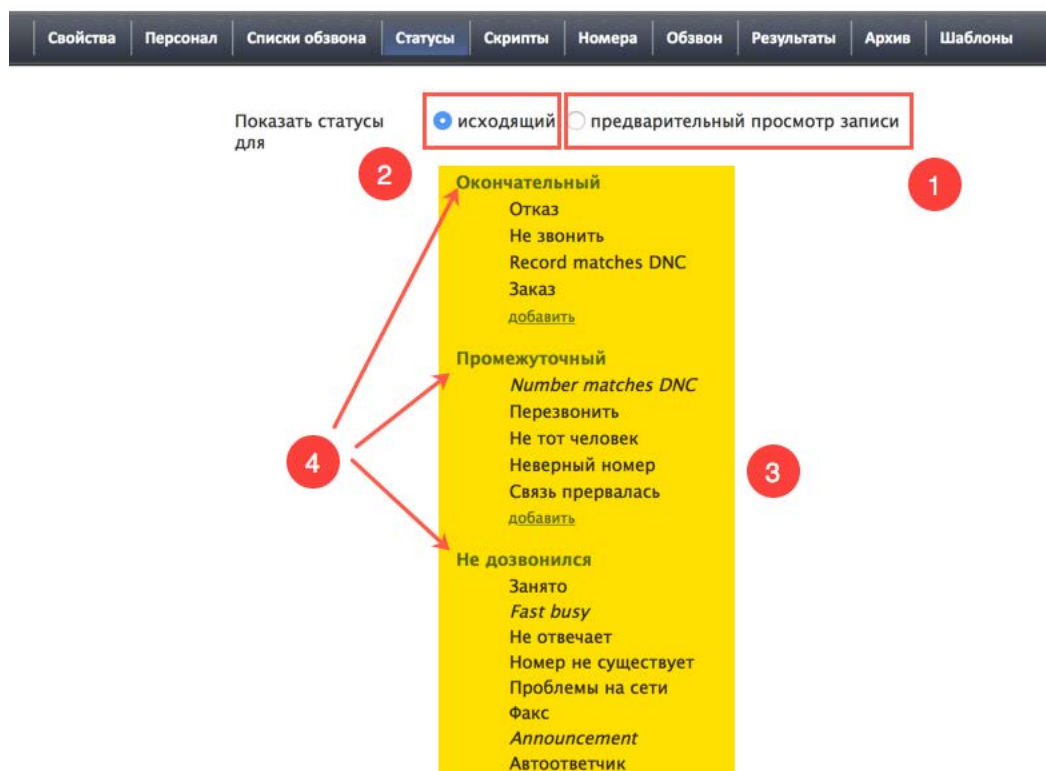 Свойства Персонал Списки обзвона Статусы Скрипты Номера Обзвон Результаты Архив Шаблоны
Показать статусы для
исходящий предварительный просмотр записи
2
1
Окончательный
Отказ
Не звонить
Record matches DNC
Заказ
добавить
Промежуточный
Number matches DNC
Перезвонить
Не тот человек
Неверный номер
Связь прервалась
добавить
4
3
Не дозвонился
Занято
Fast busy
Не отвечает
Номер не существует
Проблемы на сети
Факс
Announcement
Автоответчик